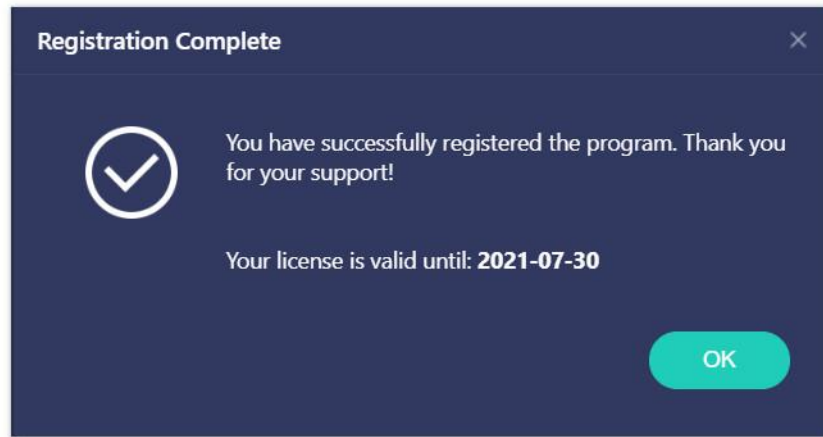 Registration Complete
You have successfully registered the program. Thank you
for your support!
Your license is valid until: 2021-07-30
OK